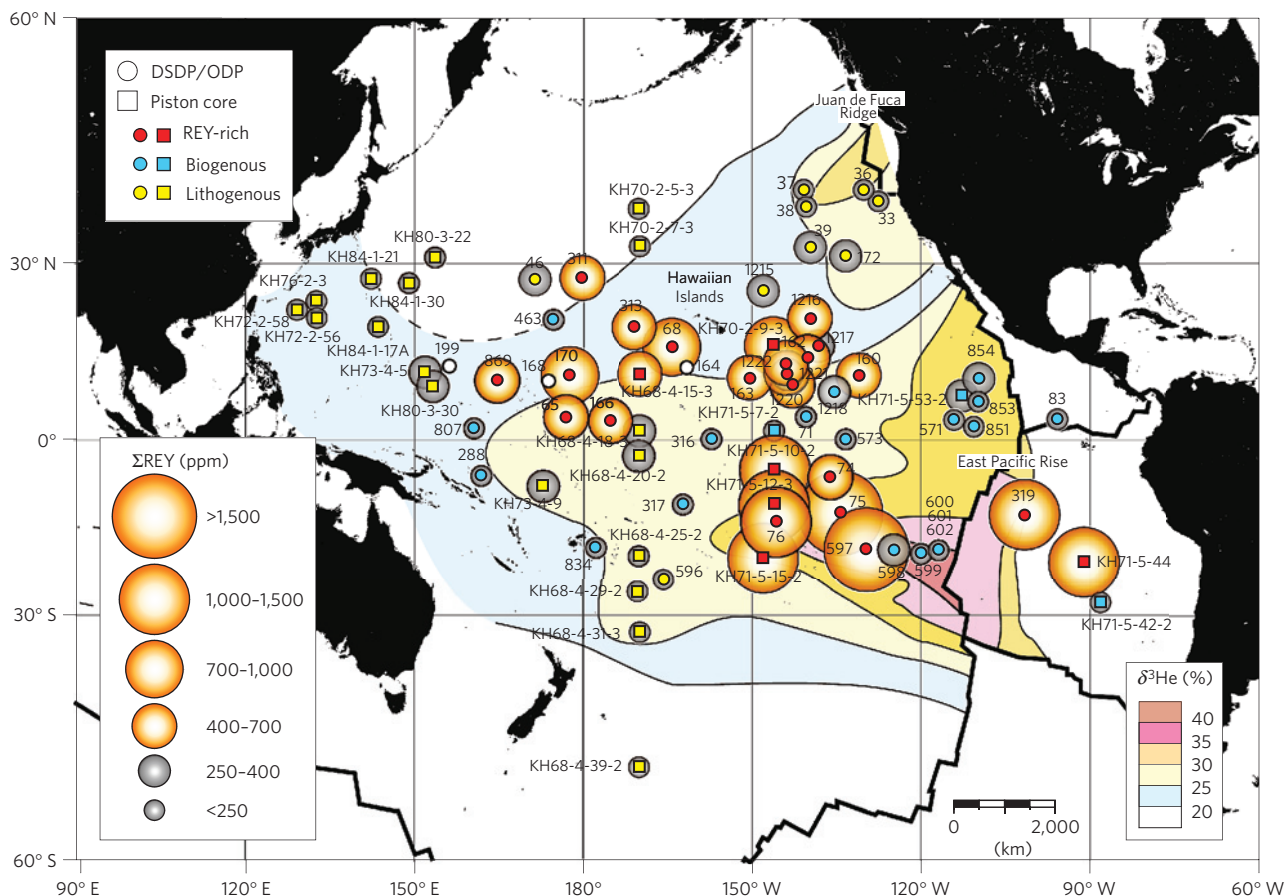 60° N
DSDP/ODP
Piston core
REY-rich
Biogenous
Lithogenous
Juan de Fuca
Ridge
37
36
38
33
KH70-2-5-3
KH70-2-7-3
39
172
KH80-3-22
KH84-1-21
30° N
46
311
KH76-2-3
KH84-1-30
Hawaiian
Islands
1215
KH72-2-58
KH72-2-56
463
313
68
KH70-2-9-3
1216
KH84-1-17A
162
1217
199
KH73-4-5
869
168
170
164
1222
1221
160
854
163
KH68-4-15-3
1220
KH80-3-30
65
166
1218
KH71-5-53-2
853
83
KH71-5-7-2
71
571
851
807
KH68-4-18-3
316
573
0°
KH71-5-10-2
288
KH68-4-20-2
74
East Pacific Rise
ΣREY (ppm)
KH73-4-9
KH71-5-12-3
317
75
600
601
602
319
>1,500
KH68-4-25-2
76
597
834
596
598
599
KH71-5-44
KH71-5-15-2
1,000–1,500
KH68-4-29-2
KH71-5-42-2
30° S
KH68-4-31-3
700–1,000
δ³He (%)
40
35
30
25
20
400–700
250–400
KH68-4-39-2
<250
0
2,000
(km)
60° S
90° E
120° E
150° E
180°
150° W
120° W
90° W
60° W